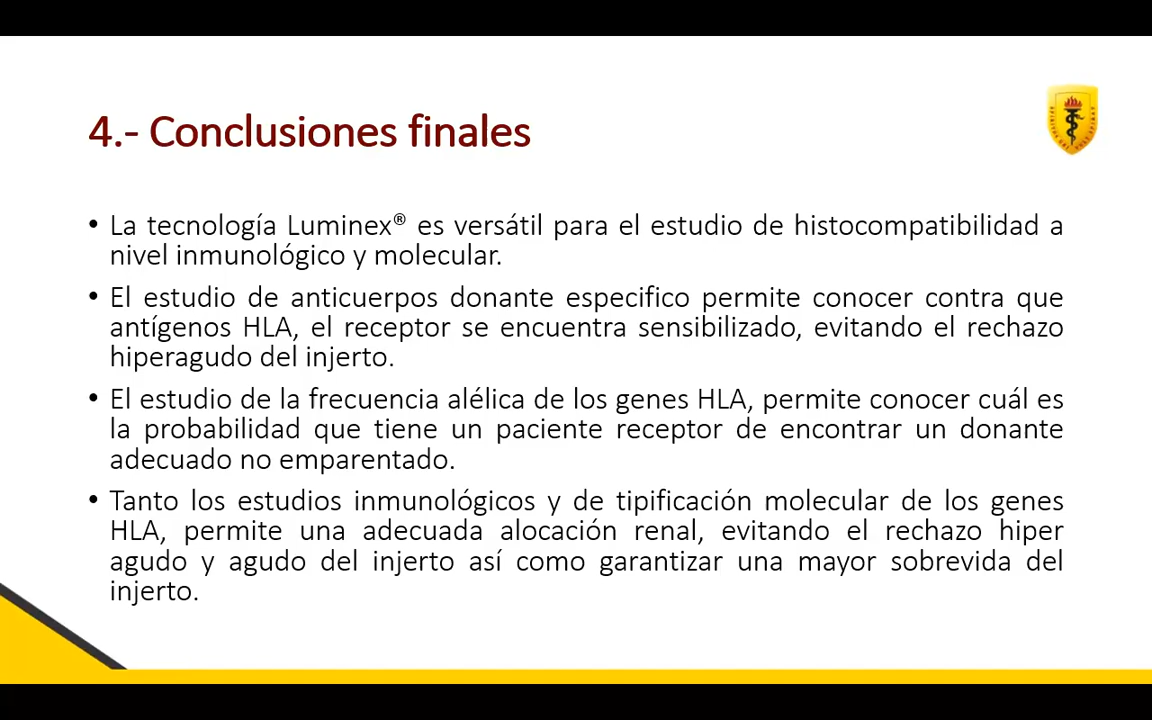 4.- Conclusiones finales
• La tecnología Luminex® es versátil para el estudio de histocompatibilidad a
nivel inmunológico y molecular.
• El estudio de anticuerpos donante especifico permite conocer contra que
antígenos HLA, el receptor se encuentra sensibilizado, evitando el rechazo
hiperagudo del injerto.
• El estudio de la frecuencia alélica de los genes HLA, permite conocer cuál es
la probabilidad que tiene un paciente receptor de encontrar un donante
adecuado no emparentado.
• Tanto los estudios inmunológicos y de tipificación molecular de los genes
HLA, permite una adecuada alocación renal, evitando el rechazo hiper
agudo y agudo del injerto así como garantizar una mayor sobrevida del
injerto.